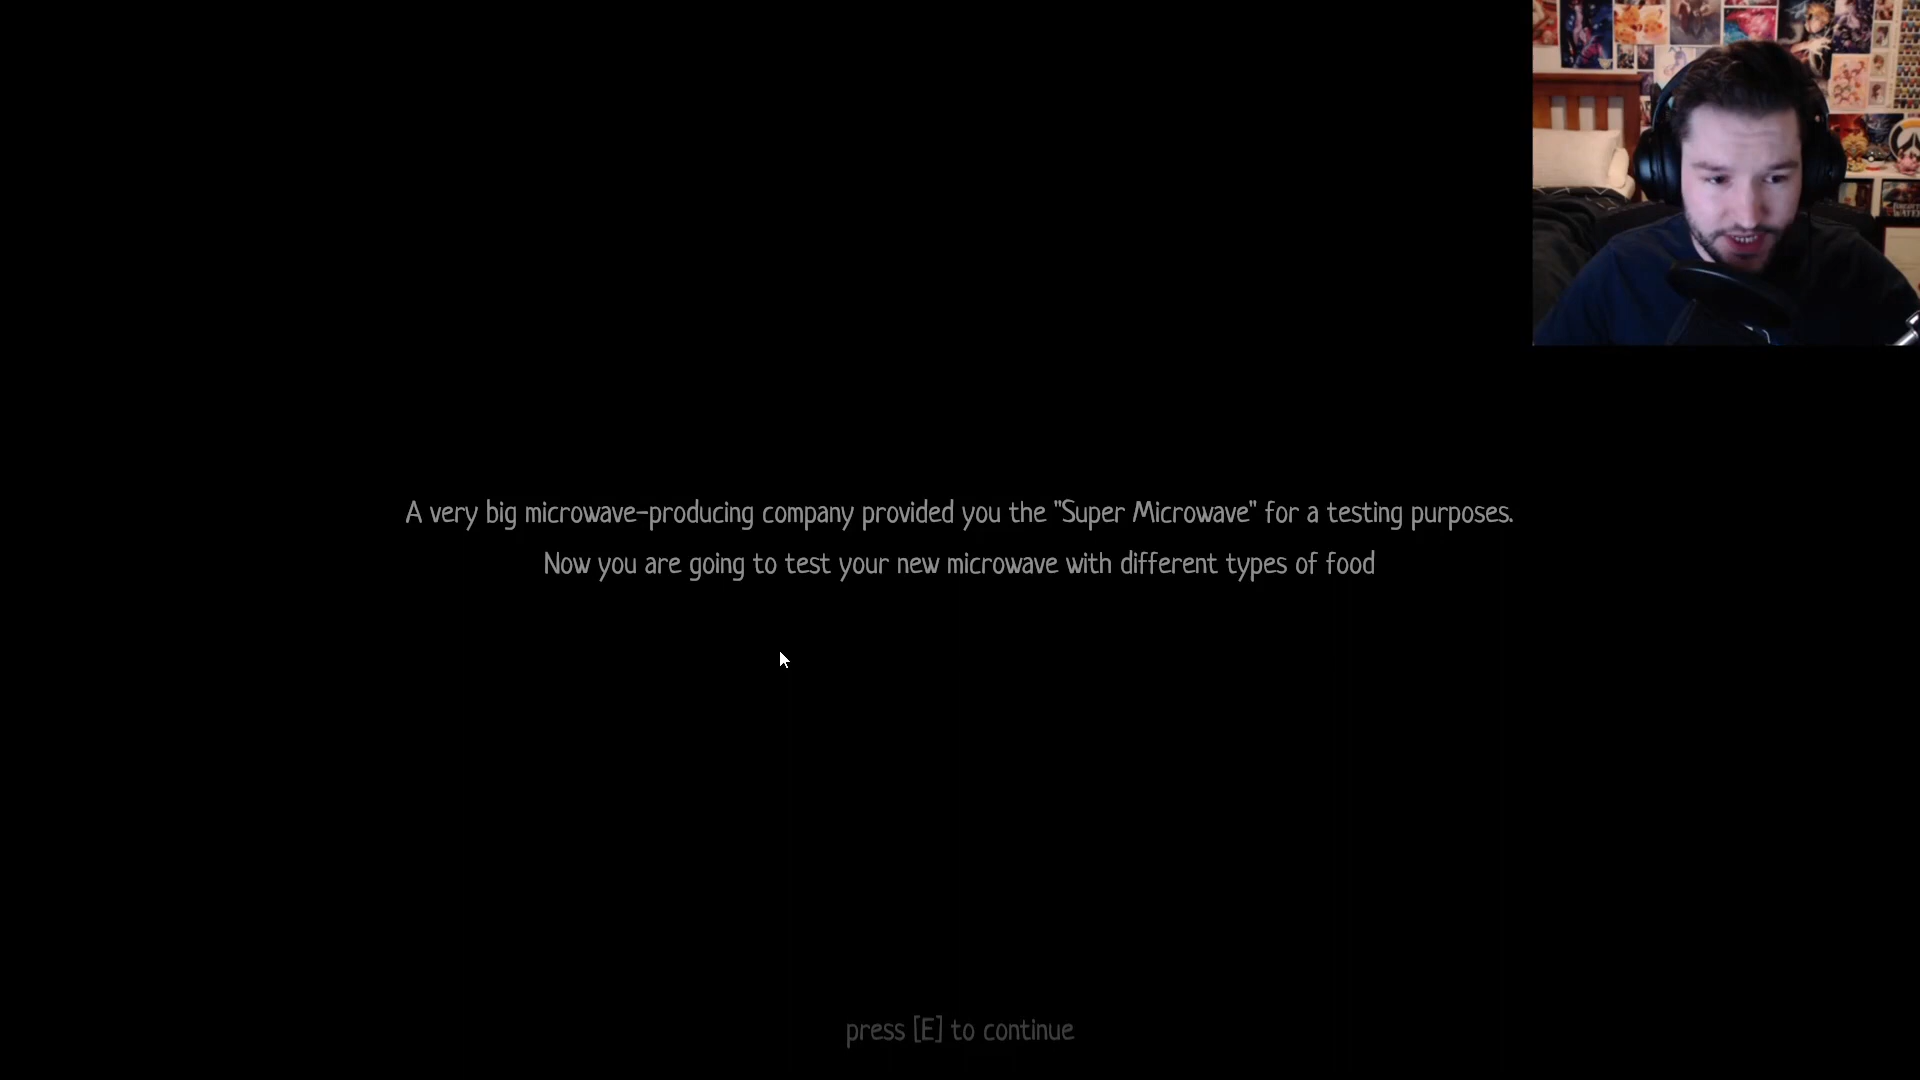 A very big microwave-producing company provided you the "Super Microwave" for a testing purposes.
Now you are going to test your new microwave with different types of food
press [E] to continue